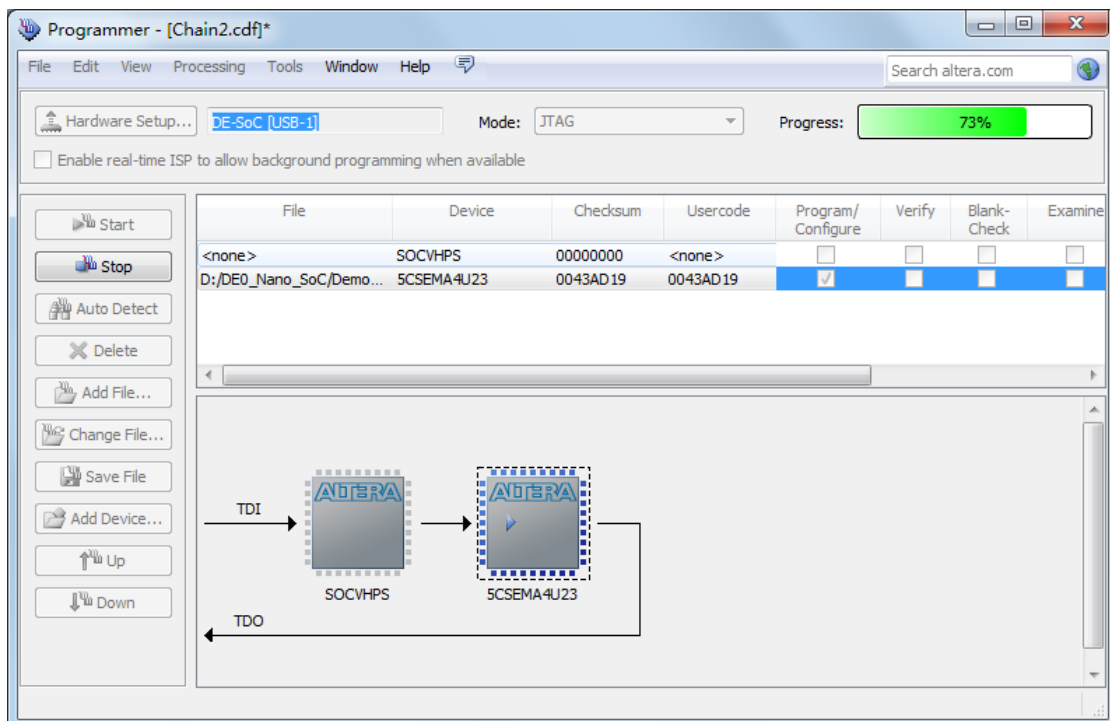 Programmer - [Chain2.cdf]*
File Edit View Processing Tools Window Help Search altera.com
Hardware Setup... DE-SoC [USB-1] Mode: JTAG Progress: 73%
Enable real-time ISP to allow background programming when available
Start
Stop
Auto Detect
Delete
Add File...
Change File...
Save File
Add Device...
Up
Down
File Device Checksum Usercode Program/ Verify Blank- Examine
Configure Check
<none> SOCVHPS 00000000 <none>
D:/DE0_Nano_SoC/Demo... 5CSEMA4U23 0043AD19 0043AD19
ALTERA ALTERA
TDI
SOCVHPS 5CSEMA4U23
TDO